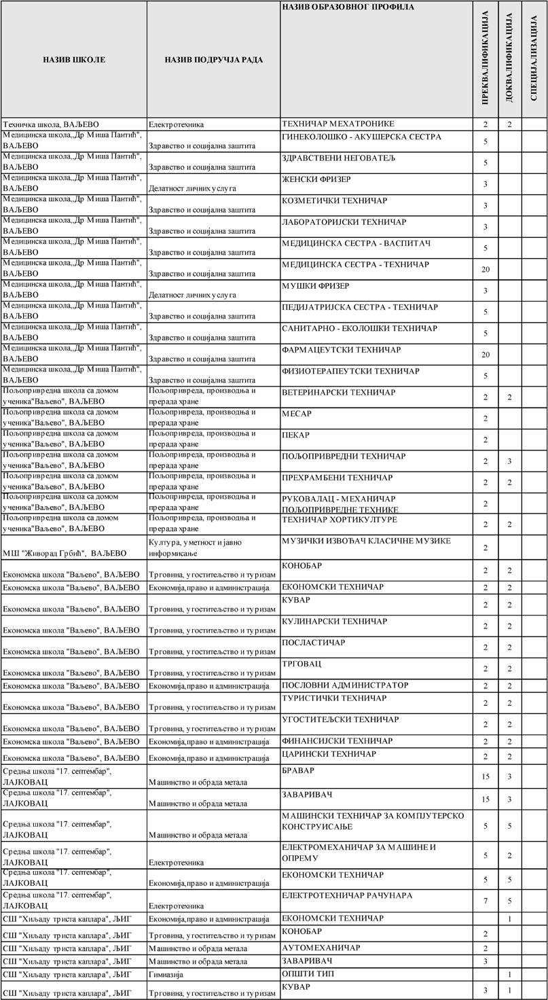 НАЗИВ ШКОЛЕ НАЗИВ ПОДРУЧЈА РАДА НАЗИВ ОБРАЗОВНОГ ПРОФИЛА ПРЕКВАЛИФИКАЦИЈА ДОКВАЛИФИКАЦИЈА СПЕЦИЈАЛИЗАЦИЈА
Техничка школа, ВАЉЕВО Електротехника ТЕХНИЧАР МЕХАТРОНИКЕ 2 2
Медицинска школа,,Др Миша Пантић",
ВАЉЕВО Здравство и социјална заштита ГИНЕКОЛОШКО - АКУШЕРСКА СЕСТРА 5
Медицинска школа,,Др Миша Пантић",
ВАЉЕВО Здравство и социјална заштита ЗДРАВСТВЕНИ НЕГОВАТЕЉ 5
Медицинска школа,,Др Миша Пантић",
ВАЉЕВО Делатност личних услуга ЖЕНСКИ ФРИЗЕР 3
Медицинска школа,,Др Миша Пантић",
ВАЉЕВО Здравство и социјална заштита КОЗМЕТИЧКИ ТЕХНИЧАР 3
Медицинска школа,,Др Миша Пантић",
ВАЉЕВО Здравство и социјална заштита ЛАБОРАТОРИЈСКИ ТЕХНИЧАР 3
Медицинска школа,,Др Миша Пантић",
ВАЉЕВО Здравство и социјална заштита МЕДИЦИНСКА СЕСТРА - ВАСПИТАЧ 5
Медицинска школа,,Др Миша Пантић",
ВАЉЕВО Здравство и социјална заштита МЕДИЦИНСКА СЕСТРА - ТЕХНИЧАР 20
Медицинска школа,,Др Миша Пантић",
ВАЉЕВО Делатност личних услуга МУШКИ ФРИЗЕР 3
Медицинска школа,,Др Миша Пантић",
ВАЉЕВО Здравство и социјална заштита ПЕДИЈАТРИЈСКА СЕСТРА - ТЕХНИЧАР 5
Медицинска школа,,Др Миша Пантић",
ВАЉЕВО Здравство и социјална заштита САНИТАРНО - ЕКОЛОШКИ ТЕХНИЧАР 5
Медицинска школа,,Др Миша Пантић",
ВАЉЕВО Здравство и социјална заштита ФАРМАЦЕУТСКИ ТЕХНИЧАР 20
Медицинска школа,,Др Миша Пантић",
ВАЉЕВО Здравство и социјална заштита ФИЗИОТЕРАПЕУТСКИ ТЕХНИЧАР 5
Пољопривредна школа са домом Пољопривреда, производња и ВЕТЕРИНАРСКИ ТЕХНИЧАР
ученика"Ваљево", ВАЉЕВО прерада хране 2 2
Пољопривредна школа са домом Пољопривреда, производња и МЕСАР
ученика"Ваљево", ВАЉЕВО прерада хране 2
Пољопривредна школа са домом Пољопривреда, производња и ПЕКАР
ученика"Ваљево", ВАЉЕВО прерада хране 2
Пољопривредна школа са домом Пољопривреда, производња и ПОЉОПРИВРЕДНИ ТЕХНИЧАР
ученика"Ваљево", ВАЉЕВО прерада хране 2 3
Пољопривредна школа са домом Пољопривреда, производња и ПРЕХРАМБЕНИ ТЕХНИЧАР
ученика"Ваљево", ВАЉЕВО прерада хране 2 2
Пољопривредна школа са домом Пољопривреда, производња и РУКОВАЛАЦ - МЕХАНИЧАР
ученика"Ваљево", ВАЉЕВО прерада хране ПОЉОПРИВРЕДНЕ ТЕХНИКЕ 2
Пољопривредна школа са домом Пољопривреда, производња и ТЕХНИЧАР ХОРТИКУЛТУРЕ
ученика"Ваљево", ВАЉЕВО прерада хране 2 2
Култура, уметност и јавно МУЗИЧКИ ИЗВОЂАЧ КЛАСИЧНЕ МУЗИКЕ
МШ "Живорад Грбић", ВАЉЕВО информисање 2
Економска школа "Ваљево", ВАЉЕВО Трговина, угоститељство и туризам КОНОБАР 2 2
Економска школа "Ваљево", ВАЉЕВО Економија,право и администрација ЕКОНОМСКИ ТЕХНИЧАР 2 2
Економска школа "Ваљево", ВАЉЕВО Трговина, угоститељство и туризам КУВАР 2 2
Економска школа "Ваљево", ВАЉЕВО Трговина, угоститељство и туризам КУЛИНАРСКИ ТЕХНИЧАР 2 2
Економска школа "Ваљево", ВАЉЕВО Трговина, угоститељство и туризам ПОСЛАСТИЧАР 2 2
Економска школа "Ваљево", ВАЉЕВО Трговина, угоститељство и туризам ТРГОВАЦ 2 2
Економска школа "Ваљево", ВАЉЕВО Економија,право и администрација ПОСЛОВНИ АДМИНИСТРАТОР 2 2
Економска школа "Ваљево", ВАЉЕВО Трговина, угоститељство и туризам ТУРИСТИЧКИ ТЕХНИЧАР 2 2
Економска школа "Ваљево", ВАЉЕВО Трговина, угоститељство и туризам УГОСТИТЕЉСКИ ТЕХНИЧАР 2 2
Економска школа "Ваљево", ВАЉЕВО Економија,право и администрација ФИНАНСИЈСКИ ТЕХНИЧАР 2 2
Економска школа "Ваљево", ВАЉЕВО Економија,право и администрација ЦАРИНСКИ ТЕХНИЧАР 2 2
Средња школа "17. септембар",
ЛАЈКОВАЦ Машинство и обрада метала БРАВАР 15 3
Средња школа "17. септембар",
ЛАЈКОВАЦ Машинство и обрада метала ЗАВАРИВАЧ 15 3
Средња школа "17. септембар", МАШИНСКИ ТЕХНИЧАР ЗА КОМПЈУТЕРСКО
ЛАЈКОВАЦ Машинство и обрада метала КОНСТРУИСАЊЕ 5 5
Средња школа "17. септембар", ЕЛЕКТРОМЕХАНИЧАР ЗА МАШИНЕ И
ЛАЈКОВАЦ Електротехника ОПРЕМУ 5 2
Средња школа "17. септембар",
ЛАЈКОВАЦ Економија,право и администрација ЕКОНОМСКИ ТЕХНИЧАР 5 5
Средња школа "17. септембар",
ЛАЈКОВАЦ Електротехника ЕЛЕКТРОТЕХНИЧАР РАЧУНАРА 7 5
СШ "Хиљаду триста каплара", ЉИГ Економија,право и администрација ЕКОНОМСКИ ТЕХНИЧАР 1
СШ "Хиљаду триста каплара", ЉИГ Трговина, угоститељство и туризам КОНОБАР 2
СШ "Хиљаду триста каплара", ЉИГ Машинство и обрада метала АУТОМЕХАНИЧАР 2
СШ "Хиљаду триста каплара", ЉИГ Машинство и обрада метала ЗАВАРИВАЧ 3
СШ "Хиљаду триста каплара", ЉИГ Гимназија ОПШТИ ТИП 1
СШ "Хиљаду триста каплара", ЉИГ Трговина, угоститељство и туризам КУВАР 3 1